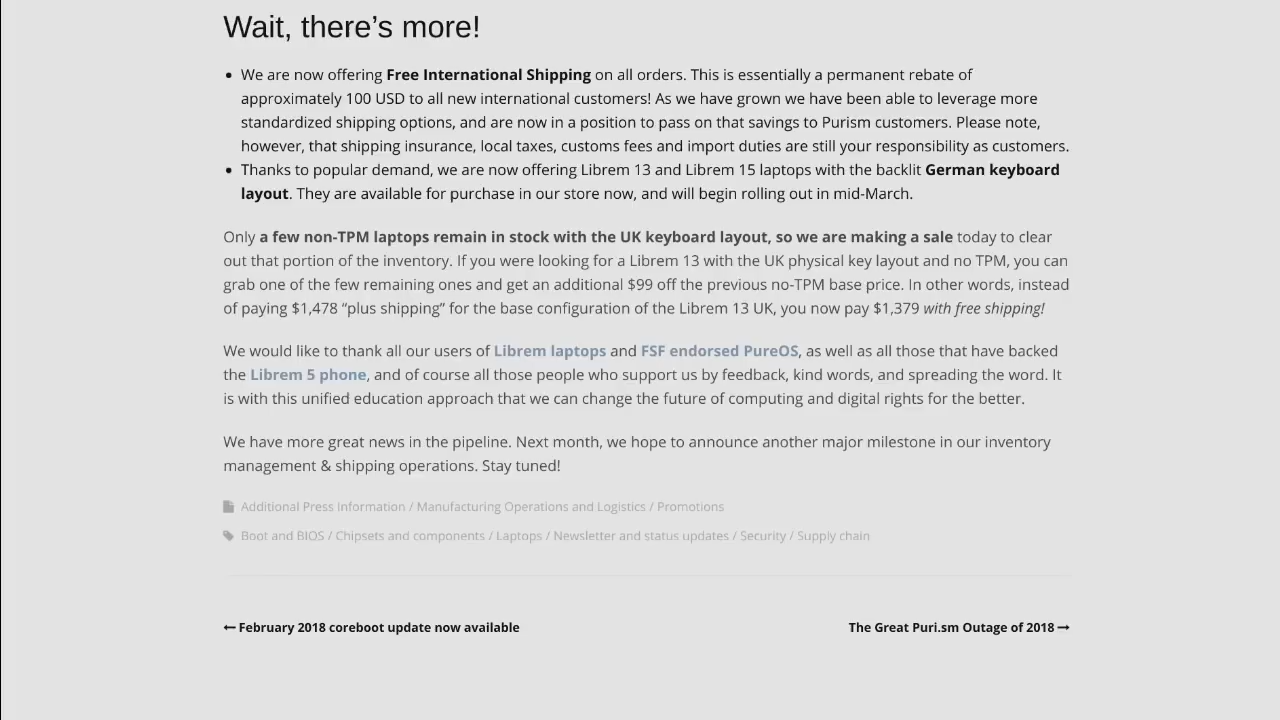 Wait, there’s more!
We are now offering Free International Shipping on all orders. This is essentially a permanent rebate of
approximately 100 USD to all new international customers! As we have grown we have been able to leverage more
standardized shipping options, and are now in a position to pass on that savings to Purism customers. Please note,
however, that shipping insurance, local taxes, customs fees and import duties are still your responsibility as customers.
Thanks to popular demand, we are now offering Librem 13 and Librem 15 laptops with the backlit German keyboard
layout. They are available for purchase in our store now, and will begin rolling out in mid-March.
Only a few non-TPM laptops remain in stock with the UK keyboard layout, so we are making a sale today to clear
out that portion of the inventory. If you were looking for a Librem 13 with the UK physical key layout and no TPM, you can
grab one of the few remaining ones and get an additional $99 off the previous no-TPM base price. In other words, instead
of paying $1,478 “plus shipping” for the base configuration of the Librem 13 UK, you now pay $1,379 with free shipping!
We would like to thank all our users of Librem laptops and FSF endorsed PureOS, as well as all those that have backed
the Librem 5 phone, and of course all those people who support us by feedback, kind words, and spreading the word. It
is with this unified education approach that we can change the future of computing and digital rights for the better.
We have more great news in the pipeline. Next month, we hope to announce another major milestone in our inventory
management & shipping operations. Stay tuned!
Additional Press Information / Manufacturing Operations and Logistics / Promotions
Boot and BIOS / Chipsets and components / Laptops / Newsletter and status updates / Security / Supply chain
← February 2018 coreboot update now available
The Great Puri.sm Outage of 2018 →